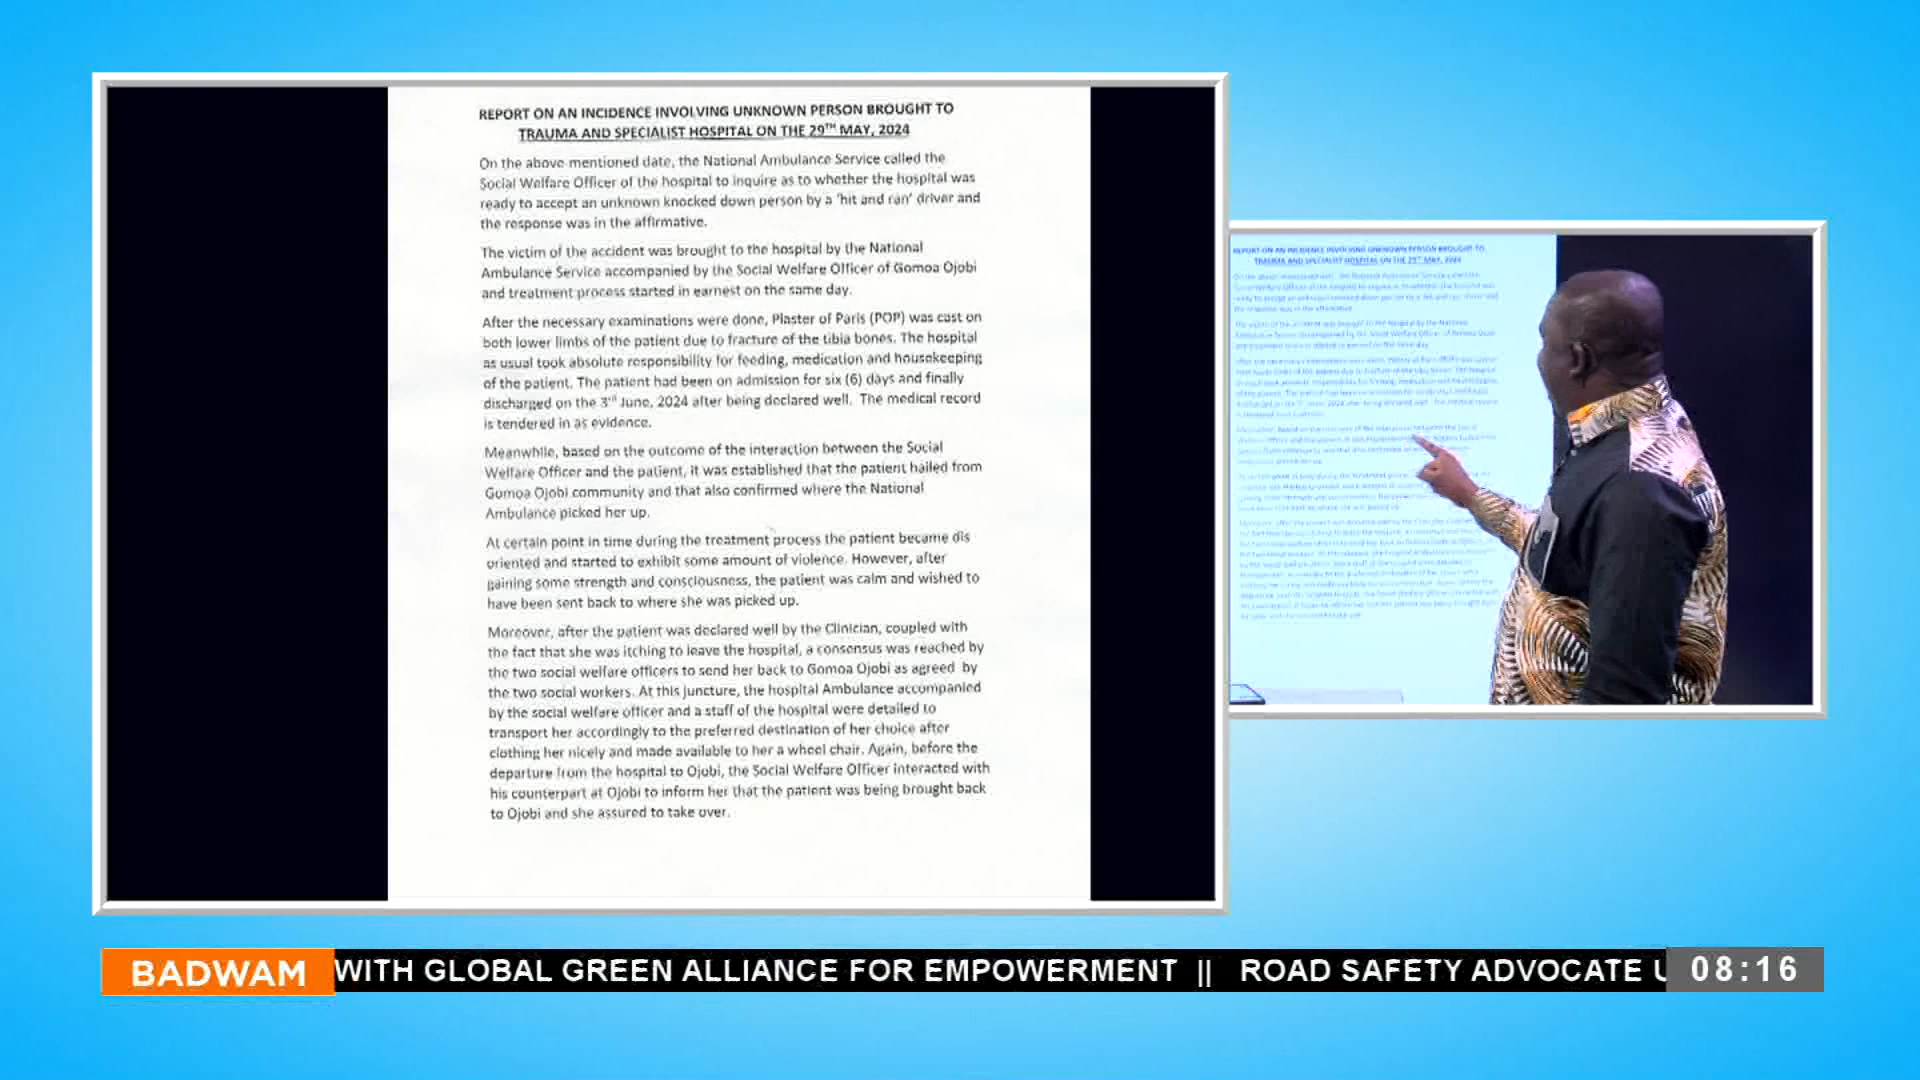 REPORT ON AN INCIDENCE INVOLVING UNKNOWN PERSON BROUGHT TO
TRAUMA AND SPECIALIST HOSPITAL ON THE 29TH MAY, 2024
On the above mentioned date, the National Ambulance Service called the
Social Welfare Officer of the hospital to inquire as to whether the hospital was
ready to accept an unknown knocked down person by a 'hit and ran' driver and
the response was in the affirmative.
The victim of the accident was brought to the hospital by the National
Ambulance Service accompanied by the Social Welfare Officer of Gomoa Ojobi
and treatment process started in earnest on the same day.
After the necessary examinations were done, Plaster of Paris (POP) was cast on
both lower limbs of the patient due to fracture of the tibia bones. The hospital
as usual took absolute responsibility for feeding, medication and housekeeping
of the patient. The patient had been on admission for six (6) days and finally
discharged on the 3rd June, 2024 after being declared well. The medical record
is tendered in as evidence.
Meanwhile, based on the outcome of the interaction between the Social
Welfare Officer and the patient, it was established that the patient hailed from
Gomoa Ojobi community and that also confirmed where the National
Ambulance picked her up.
At certain point in time during the treatment process the patient became dis
oriented and started to exhibit some amount of violence. However, after
gaining some strength and consciousness, the patient was calm and wished to
have been sent back to where she was picked up.
Moreover, after the patient was declared well by the Clinician, coupled with
the fact that she was itching to leave the hospital, a consensus was reached by
the two social welfare officers to send her back to Gomoa Ojobi as agreed by
the two social workers. At this juncture, the hospital Ambulance accompanied
by the social welfare officer and a staff of the hospital were detailed to
transport her accordingly to the preferred destination of her choice after
clothing her nicely and made available to her a wheel chair. Again, before the
departure from the hospital to Ojobi, the Social Welfare Officer interacted with
his counterpart at Ojobi to inform her that the patient was being brought back
to Ojobi and she assured to take over.
REPORT ON AN INCIDENCE INVOLVING UNKNOWN PERSON BROUGHT TO
TRAUMA AND SPECIALIST HOSPITAL ON THE 29TH MAY, 2024
BADWAM WITH GLOBAL GREEN ALLIANCE FOR EMPOWERMENT || ROAD SAFETY ADVOCATE 08:16